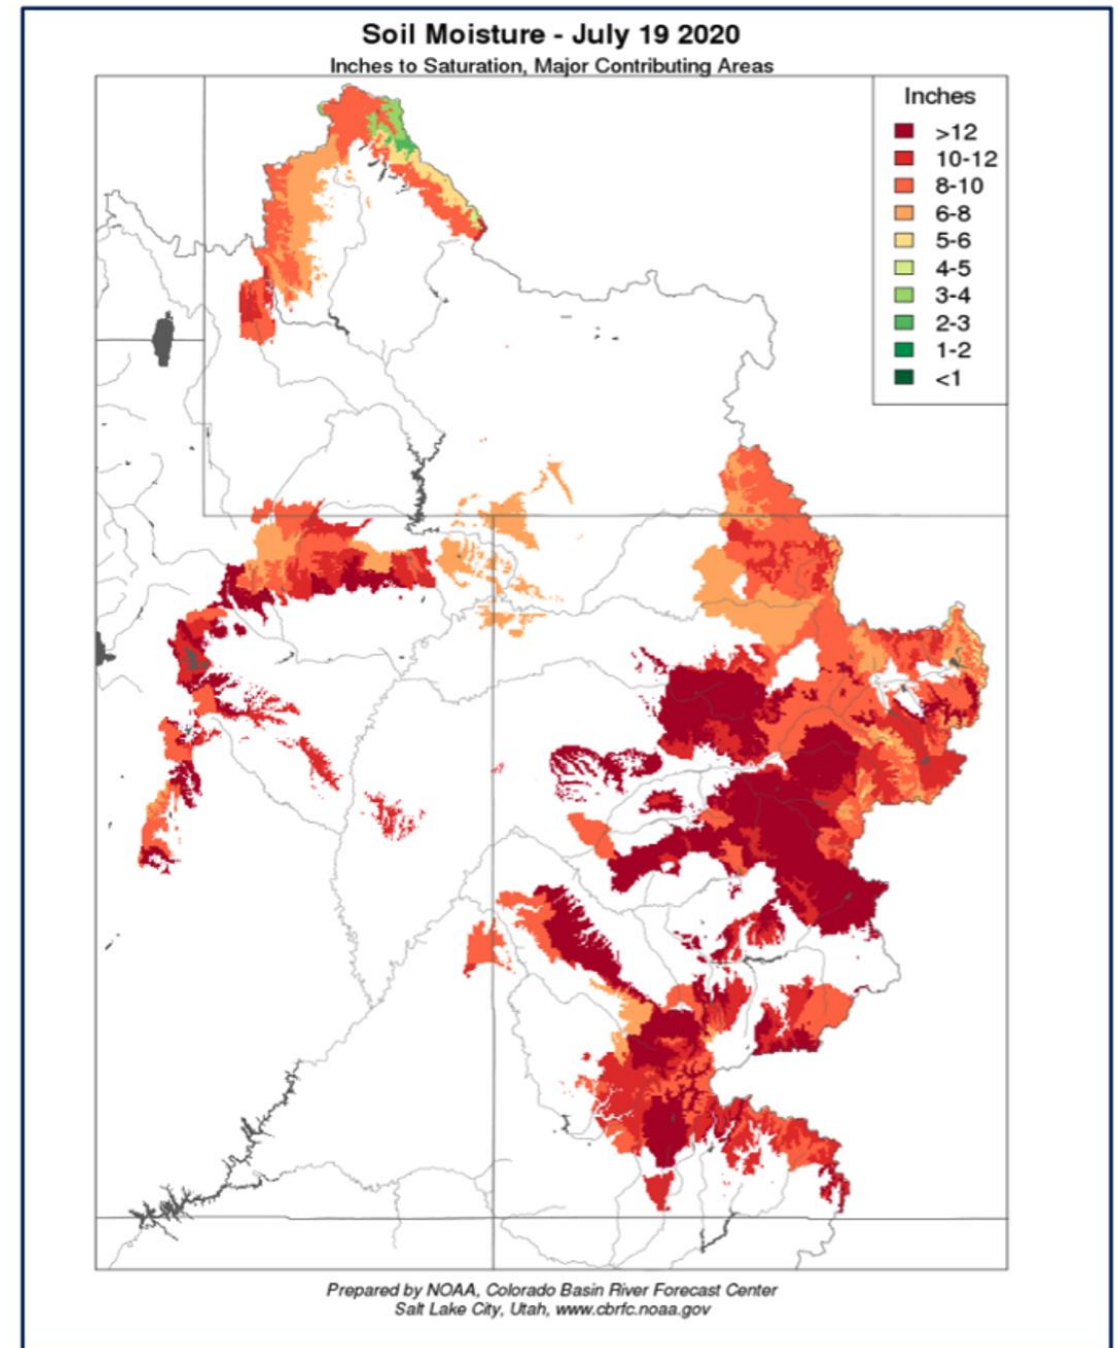 Soil Moisture - July 19 2020
Inches to Saturation, Major Contributing Areas
Inches
>12
10-12
8-10
6-8
5-6
4-5
3-4
2-3
1-2
<1
Prepared by NOAA, Colorado Basin River Forecast Center
Salt Lake City, Utah, www.cbrfc.noaa.gov